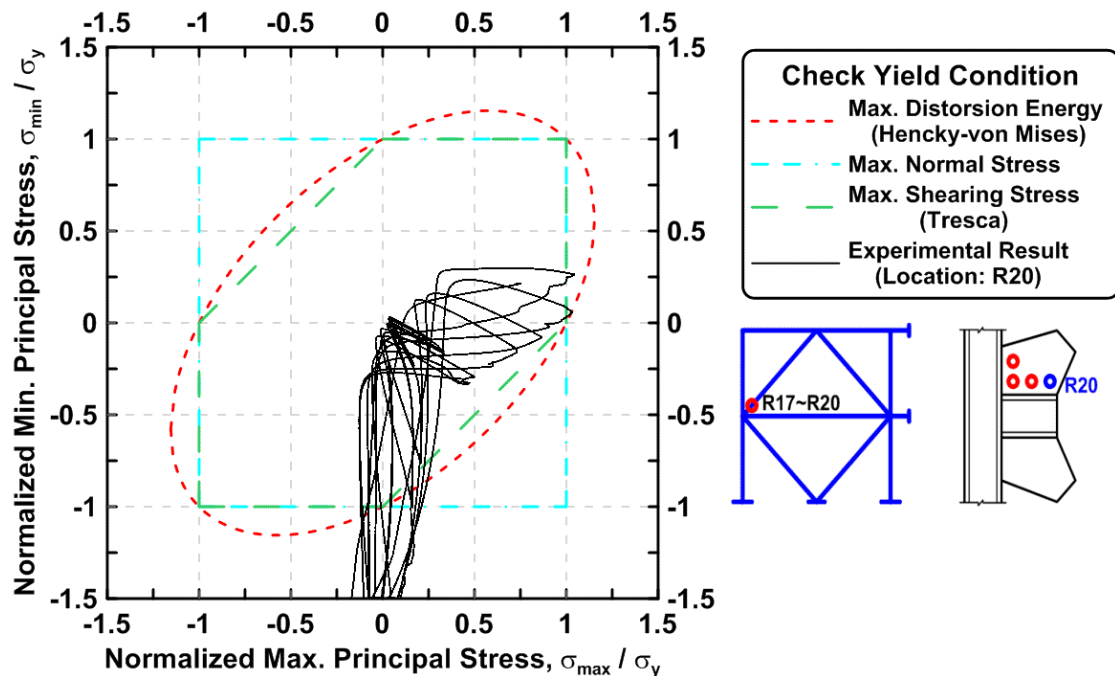 -1.5 -1 -0.5 0 0.5 1 1.5
1.5
1
0.5
0
-0.5
-1
-1.5
Normalized Min. Principal Stress, σmin / σy
1.5
1
0.5
0
-0.5
-1
-1.5
-1.5 -1 -0.5 0 0.5 1 1.5
Normalized Max. Principal Stress, σmax / σy
Check Yield Condition
Max. Distorsion Energy
(Hencky-von Mises)
Max. Normal Stress
Max. Shearing Stress
(Tresca)
Experimental Result
(Location: R20)
R17~R20
R20